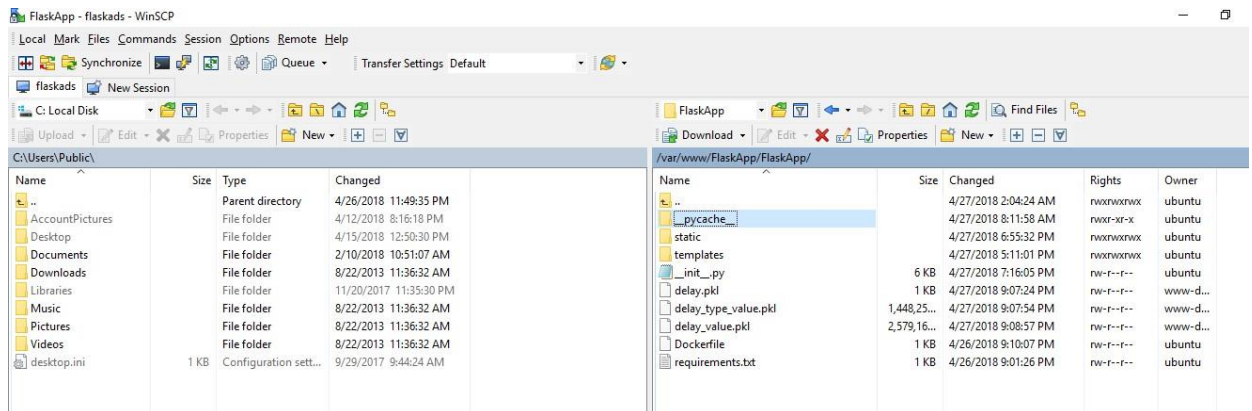 FlaskApp - flaskads - WinSCP
Local Mark Files Commands Session Options Remote Help
Synchronize Queue Transfer Settings Default
flaskads New Session
C: Local Disk
Upload Edit Properties New
C:\Users\Public\
Name Size Type Changed
.. Parent directory 4/26/2018 11:49:35 PM
AccountPictures File folder 4/12/2018 8:16:18 PM
Desktop File folder 4/15/2018 12:50:30 PM
Documents File folder 2/10/2018 10:51:07 AM
Downloads File folder 8/22/2013 11:36:32 AM
Libraries File folder 11/20/2017 11:35:30 PM
Music File folder 8/22/2013 11:36:32 AM
Pictures File folder 8/22/2013 11:36:32 AM
Videos File folder 8/22/2013 11:36:32 AM
desktop.ini 1 KB Configuration sett... 9/29/2017 9:44:24 AM
FlaskApp Find Files
Download Edit Properties New
/var/www/FlaskApp/FlaskApp/
Name Size Changed Rights Owner
.. 4/27/2018 2:04:24 AM rwxrwxrwx ubuntu
__pycache__ 4/27/2018 8:11:58 AM rwxr-xr-x ubuntu
static 4/27/2018 6:55:32 PM rwxrwxrwx ubuntu
templates 4/27/2018 5:11:01 PM rwxrwxrwx ubuntu
__init__.py 6 KB 4/27/2018 7:16:05 PM rw-r--r-- ubuntu
delay.pkl 1 KB 4/27/2018 9:07:24 PM rw-r--r-- www-d...
delay_type_value.pkl 1,448,25... 4/27/2018 9:07:54 PM rw-r--r-- www-d...
delay_value.pkl 2,579,16... 4/27/2018 9:08:57 PM rw-r--r-- www-d...
Dockerfile 1 KB 4/26/2018 9:10:07 PM rw-r--r-- ubuntu
requirements.txt 1 KB 4/26/2018 9:01:26 PM rw-r--r-- ubuntu